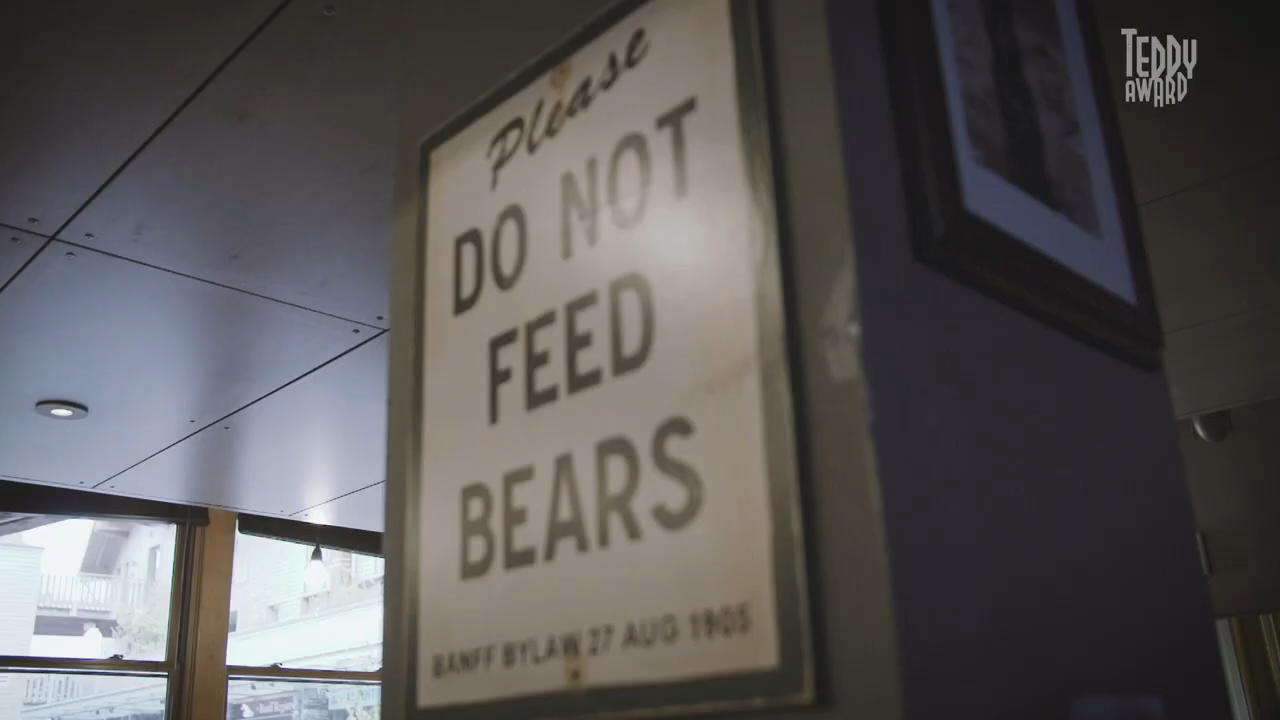 TEDDY
AWARD
Please
DO NOT
FEED
BEARS
BANFF BYLAW 27 AUG 1905